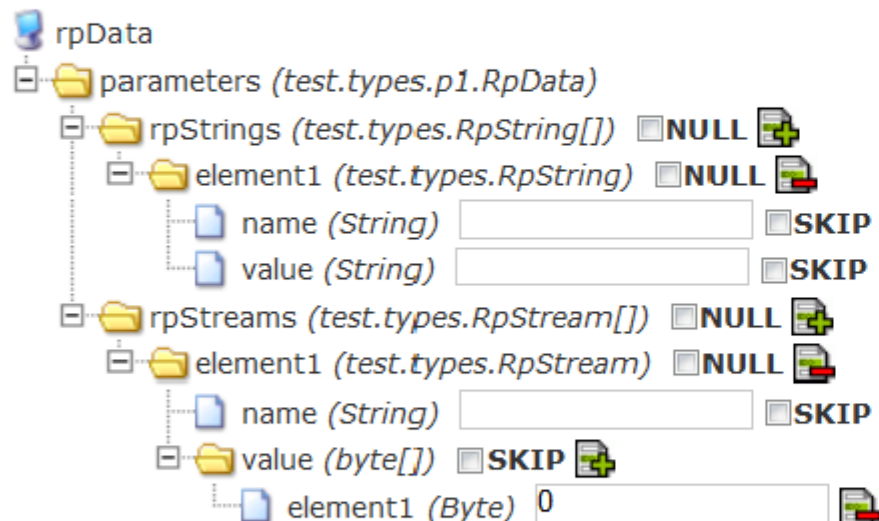 rpData
parameters (test.types.p1.RpData)
rpStrings (test.types.RpString[]) NULL
element1 (test.types.RpString) NULL
name (String) SKIP
value (String) SKIP
rpStreams (test.types.RpStream[]) NULL
element1 (test.types.RpStream) NULL
name (String) SKIP
value (byte[]) SKIP
element1 (Byte) 0